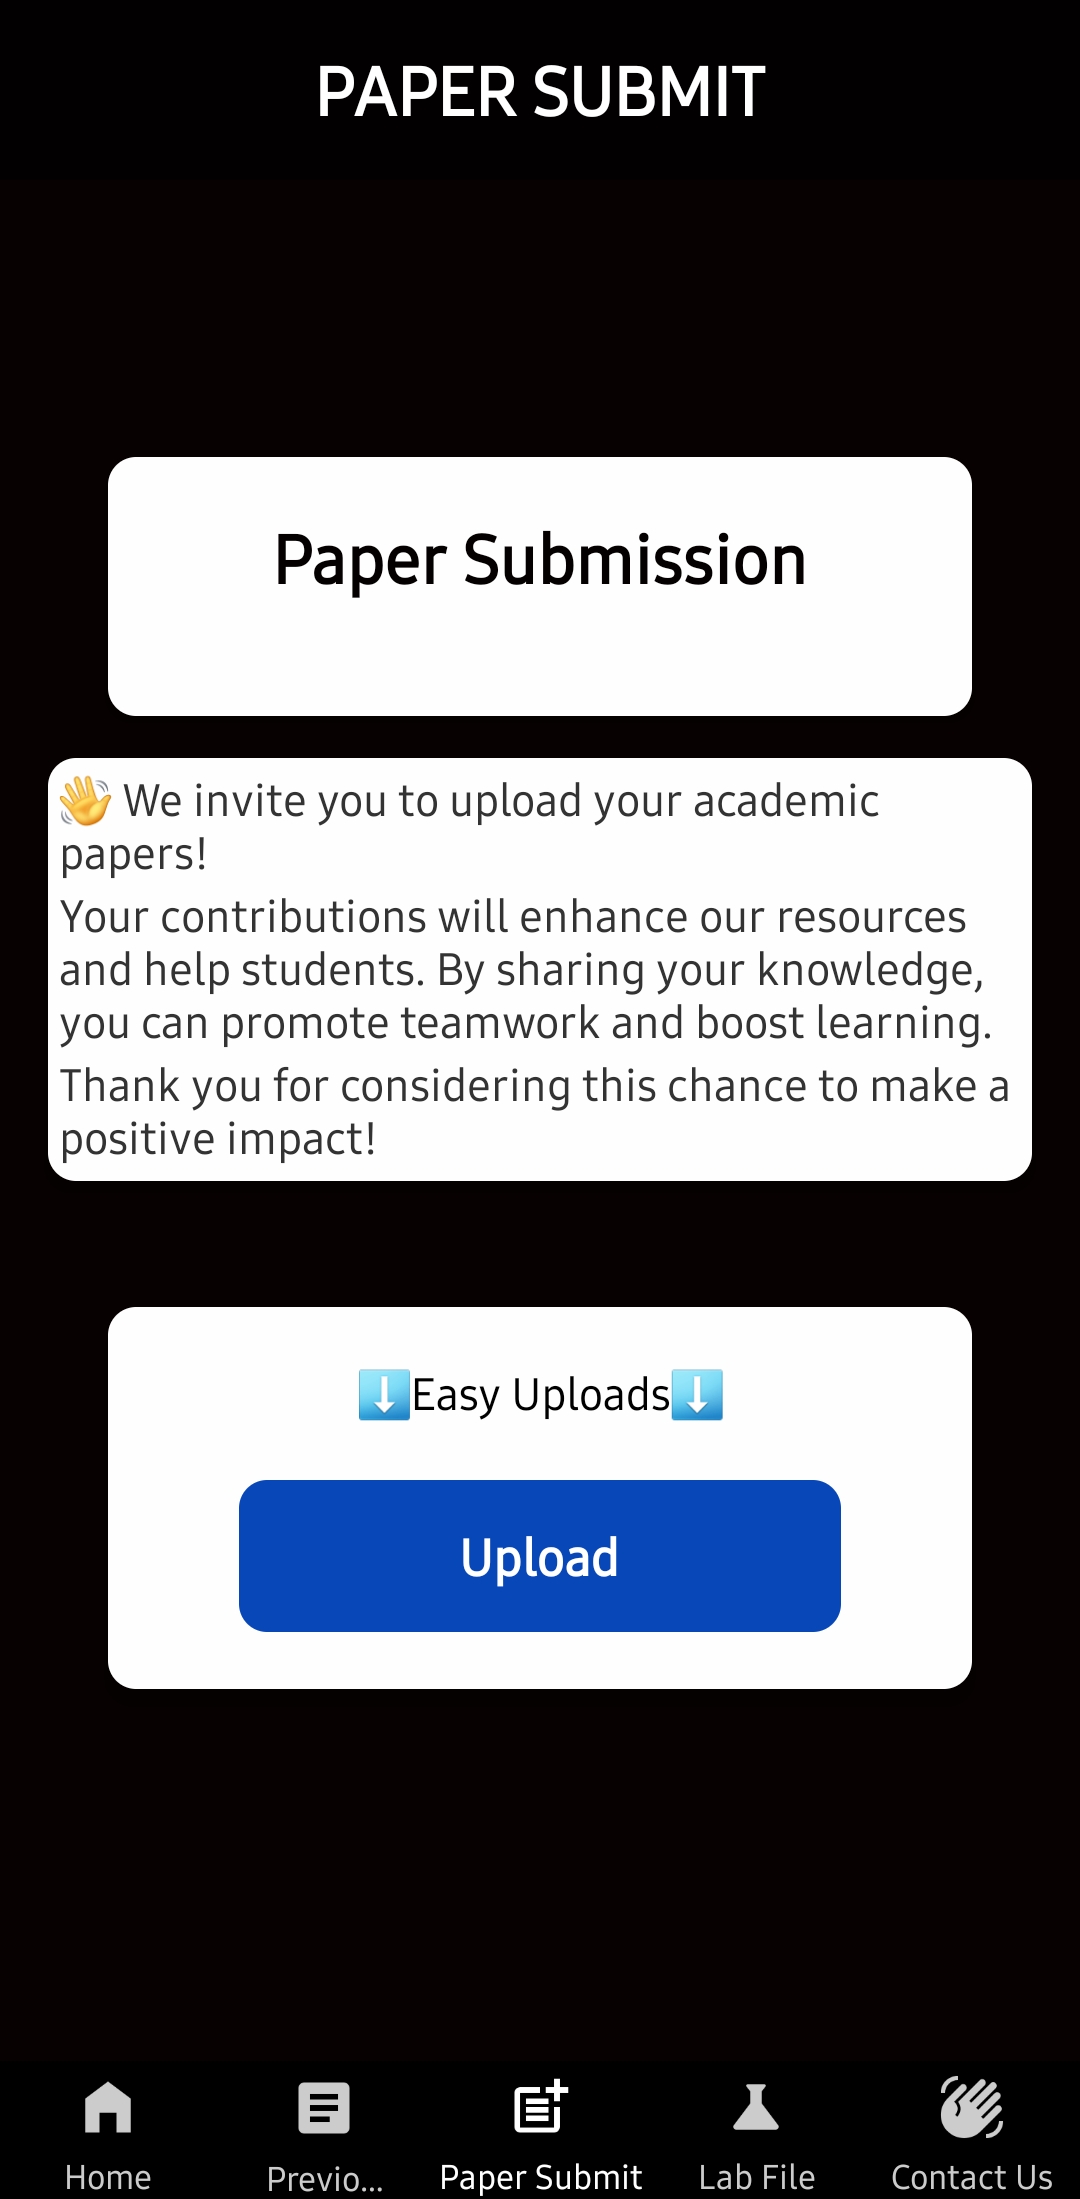 PAPER SUBMIT
Paper Submission
👋 We invite you to upload your academic
papers!
Your contributions will enhance our resources
and help students. By sharing your knowledge,
you can promote teamwork and boost learning.
Thank you for considering this chance to make a
positive impact!
⬇️Easy Uploads⬇️
Upload
Home
Previo...
Paper Submit
Lab File
Contact Us